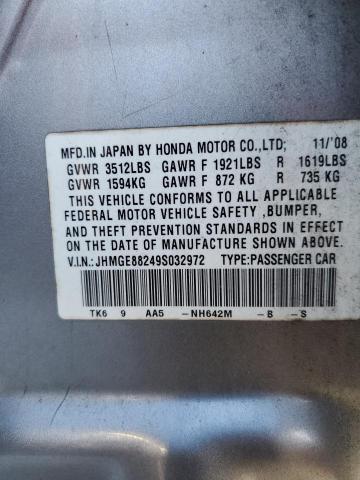 MFD.IN JAPAN BY HONDA MOTOR CO.,LTD; 11/'08
GVWR 3512LBS GAWR F 1921LBS R 1619LBS
GVWR 1594KG GAWR F 872 KG R 735 KG
THIS VEHICLE CONFORMS TO ALL APPLICABLE
FEDERAL MOTOR VEHICLE SAFETY ,BUMPER,
AND THEFT PREVENTION STANDARDS IN EFFECT
ON THE DATE OF MANUFACTURE SHOWN ABOVE.
V.I.N.: JHMGE88249S032972 TYPE:PASSENGER CAR
TK6 9 AA5 -NH642M -B -S